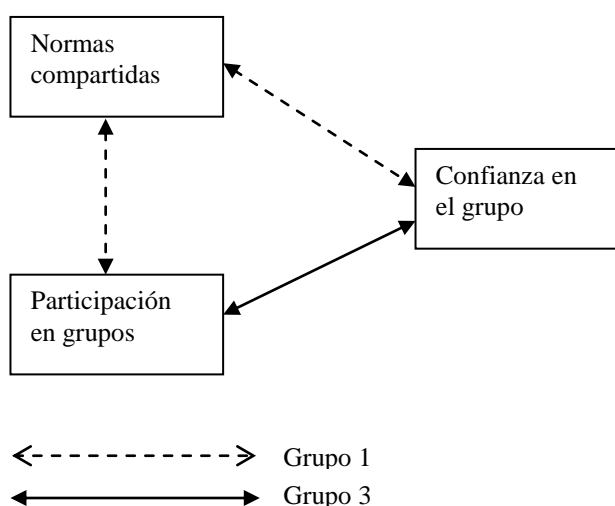 Normas
compartidas
Confianza en
el grupo
Participación
en grupos
Grupo 1
Grupo 3